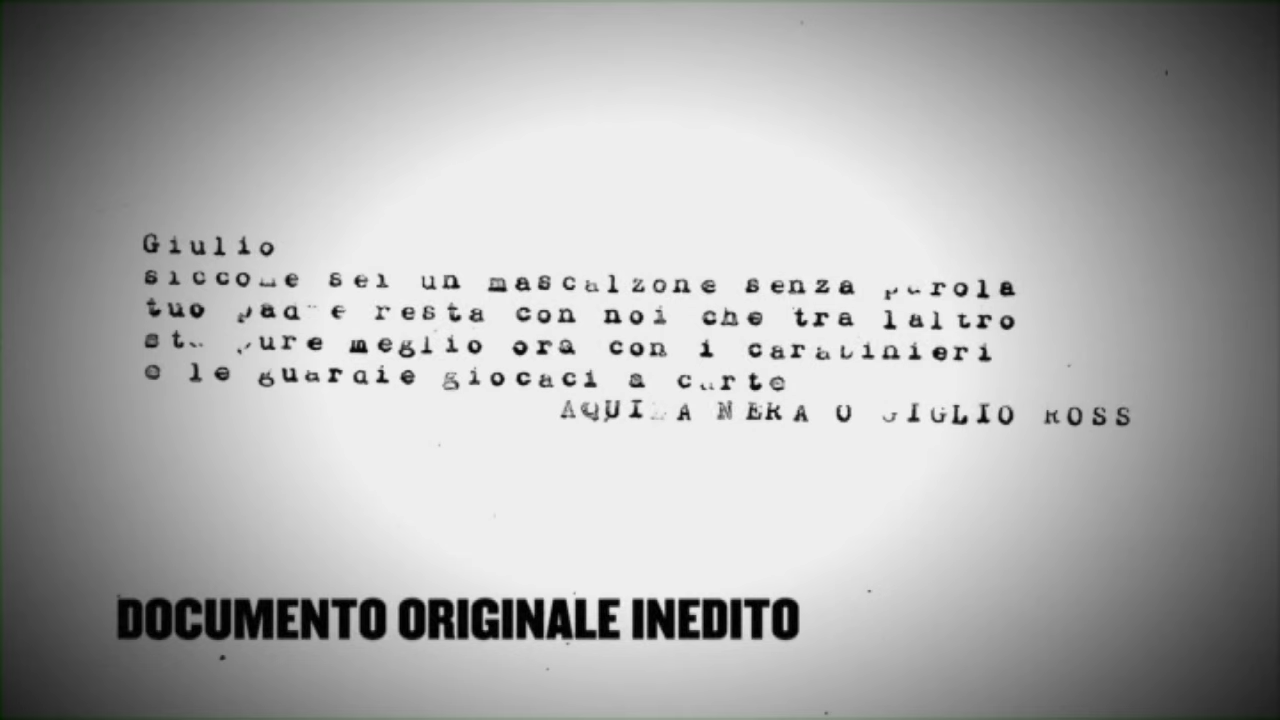 Giulio
siccome sei un mascalzone senza parola
tuo padre resta con noi che tra laltro
sta pure meglio ora con i carabinieri
e le guardie giocaci a carte
AQUILA NERA O GIGLIO ROSS
DOCUMENTO ORIGINALE INEDITO